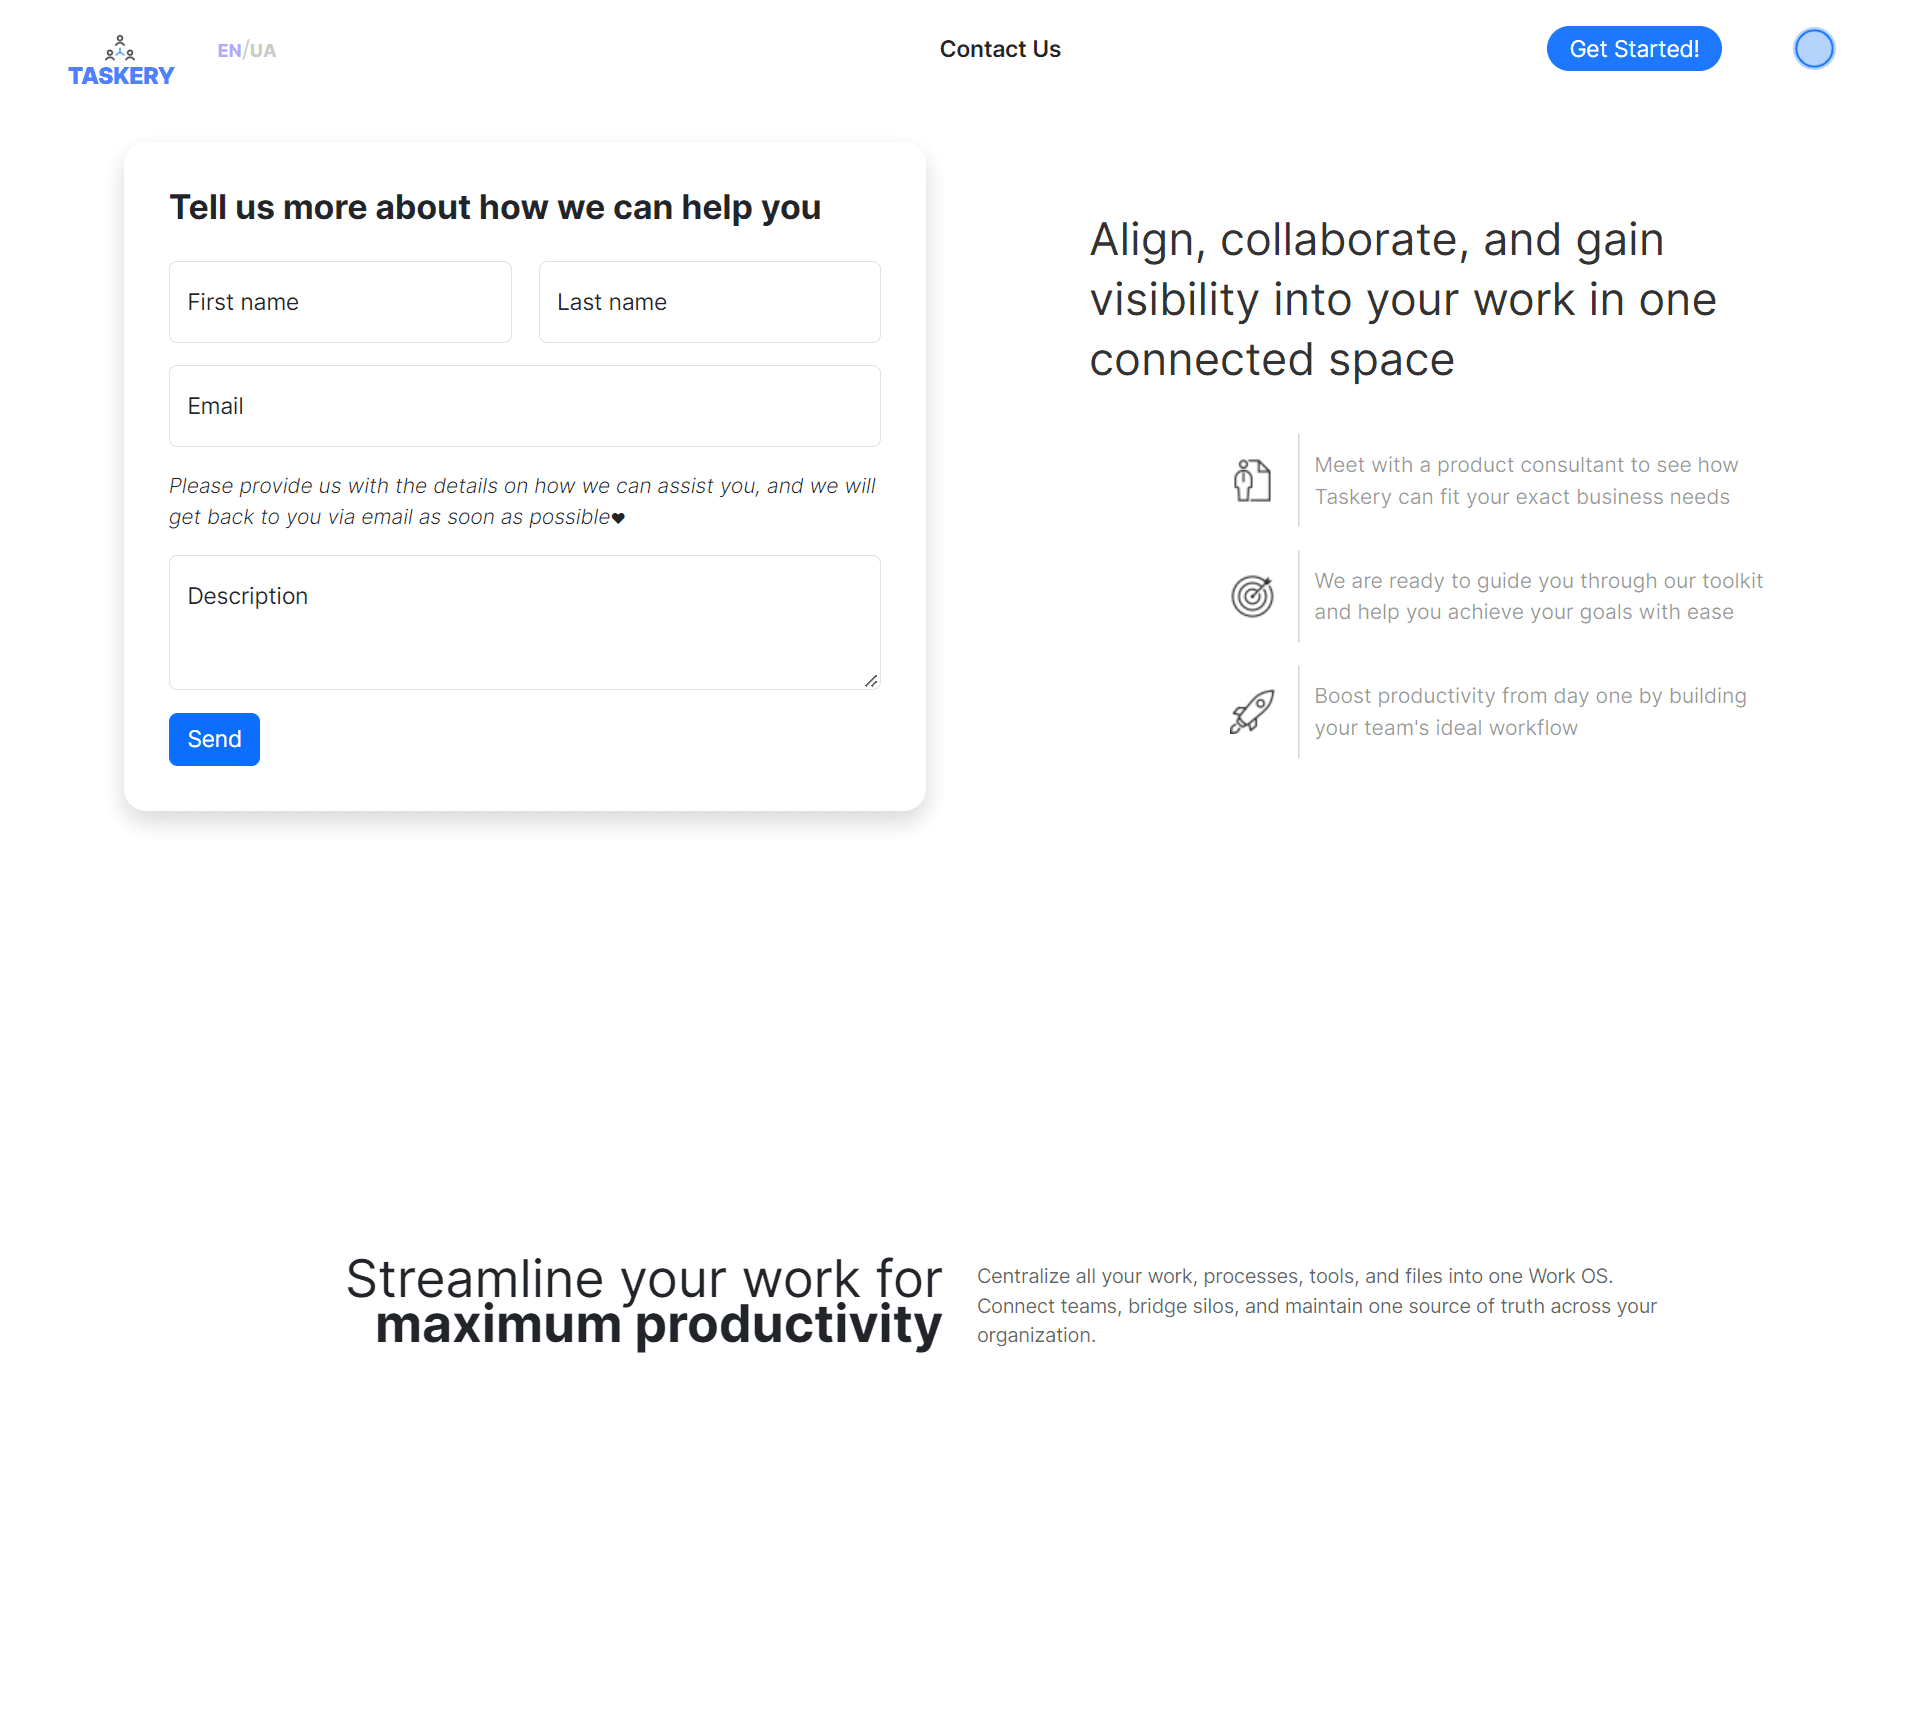 TASKERY
EN/UA
Contact Us
Get Started!
Tell us more about how we can help you
First name
Last name
Email
Please provide us with the details on how we can assist you, and we will
get back to you via email as soon as possible♥
Description
Send
Align, collaborate, and gain
visibility into your work in one
connected space
Meet with a product consultant to see how
Taskery can fit your exact business needs
We are ready to guide you through our toolkit
and help you achieve your goals with ease
Boost productivity from day one by building
your team's ideal workflow
Streamline your work for
maximum productivity
Centralize all your work, processes, tools, and files into one Work OS.
Connect teams, bridge silos, and maintain one source of truth across your
organization.